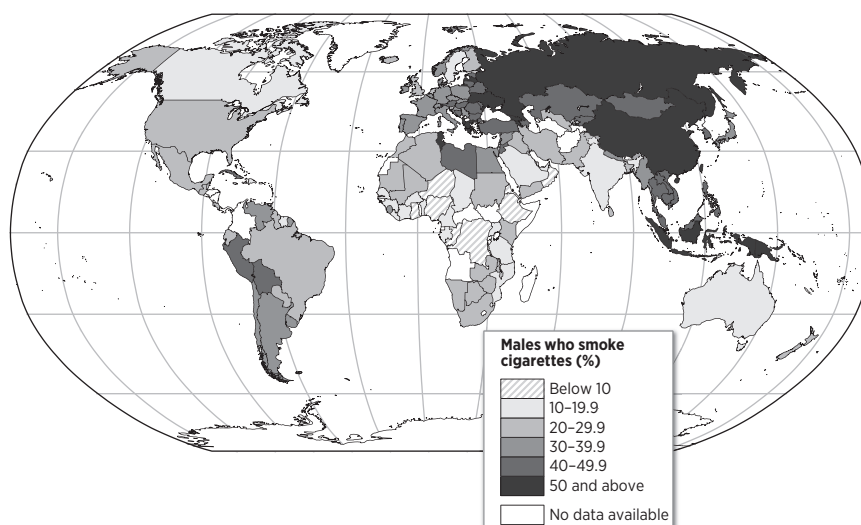 Males who smoke
cigarettes (%)
Below 10
10–19.9
20–29.9
30–39.9
40–49.9
50 and above
No data available